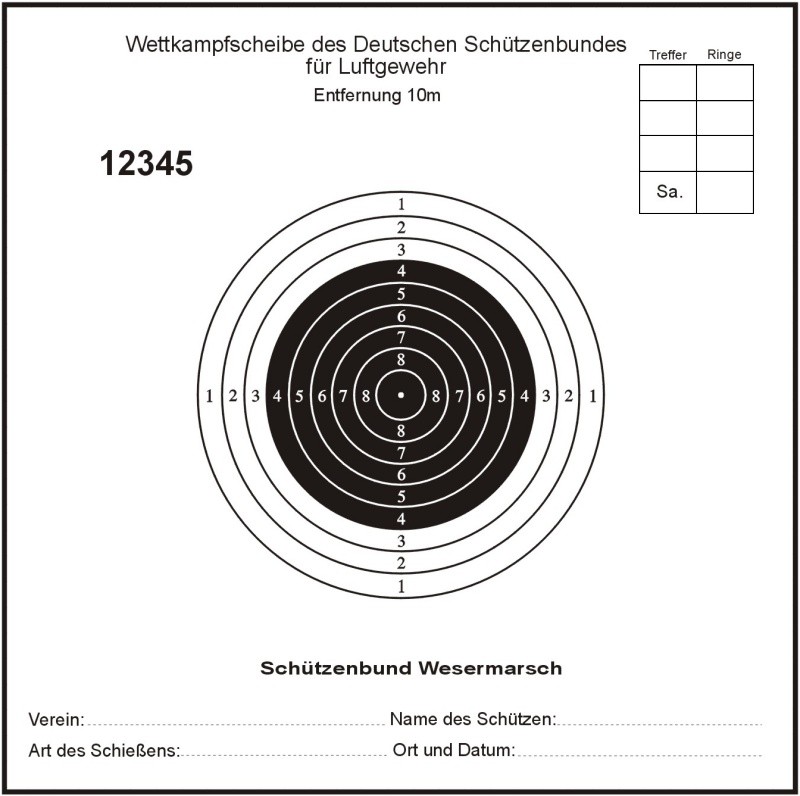 Wettkampfscheibe des Deutschen Schützenbundes
für Luftgewehr
Entfernung 10m
Treffer Ringe
12345
Sa.
1
2
3
4
5
6
7
8
1 2 3 4 5 6 7 8 8 7 6 5 4 3 2 1
8
7
6
5
4
3
2
1
Schützenbund Wesermarsch
Verein: Name des Schützen:
Art des Schießens: Ort und Datum: